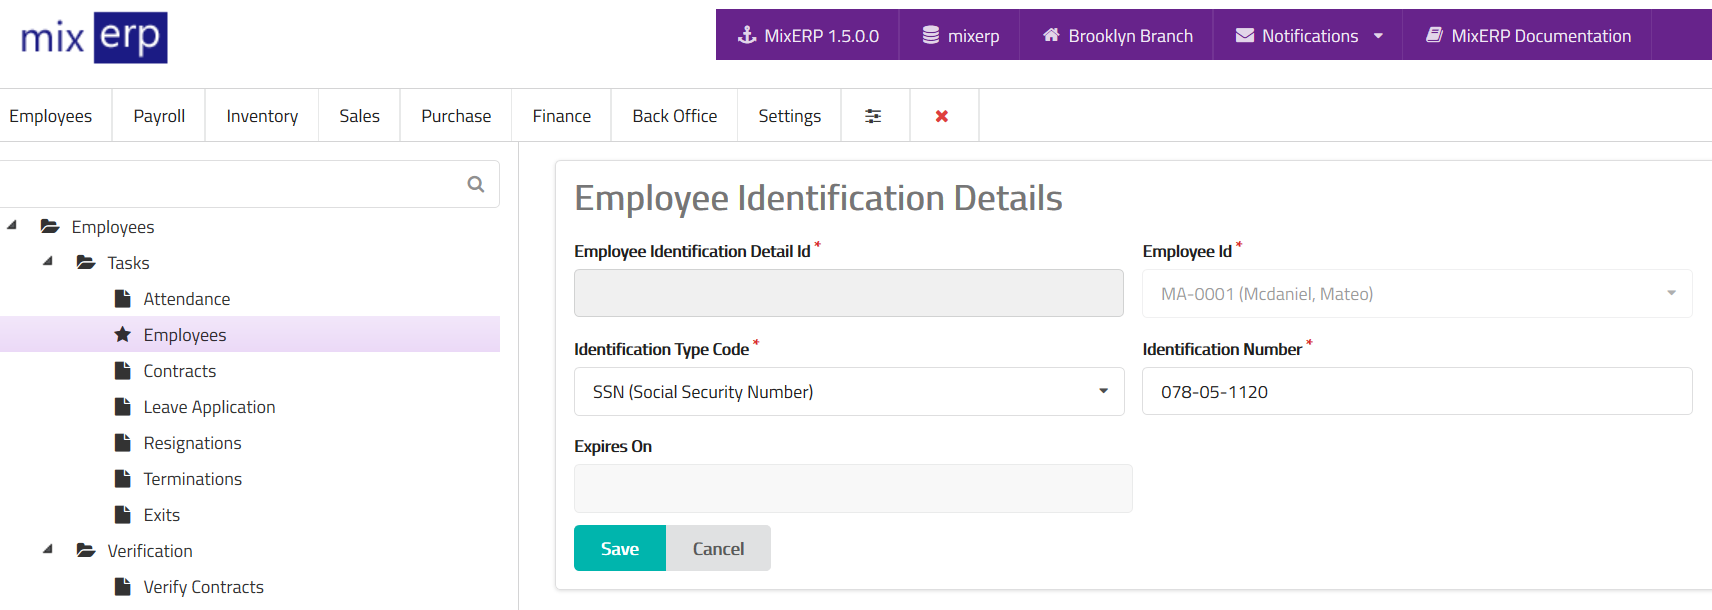 mix erp
MixERP 1.5.0.0 mixerp Brooklyn Branch Notifications MixERP Documentation
Employees Payroll Inventory Sales Purchase Finance Back Office Settings
Employees
Tasks
Attendance
Employees
Contracts
Leave Application
Resignations
Terminations
Exits
Verification
Verify Contracts
Employee Identification Details
Employee Identification Detail Id * Employee Id *
MA-0001 (Mcdaniel, Mateo)
Identification Type Code * Identification Number *
SSN (Social Security Number) 078-05-1120
Expires On
Save Cancel